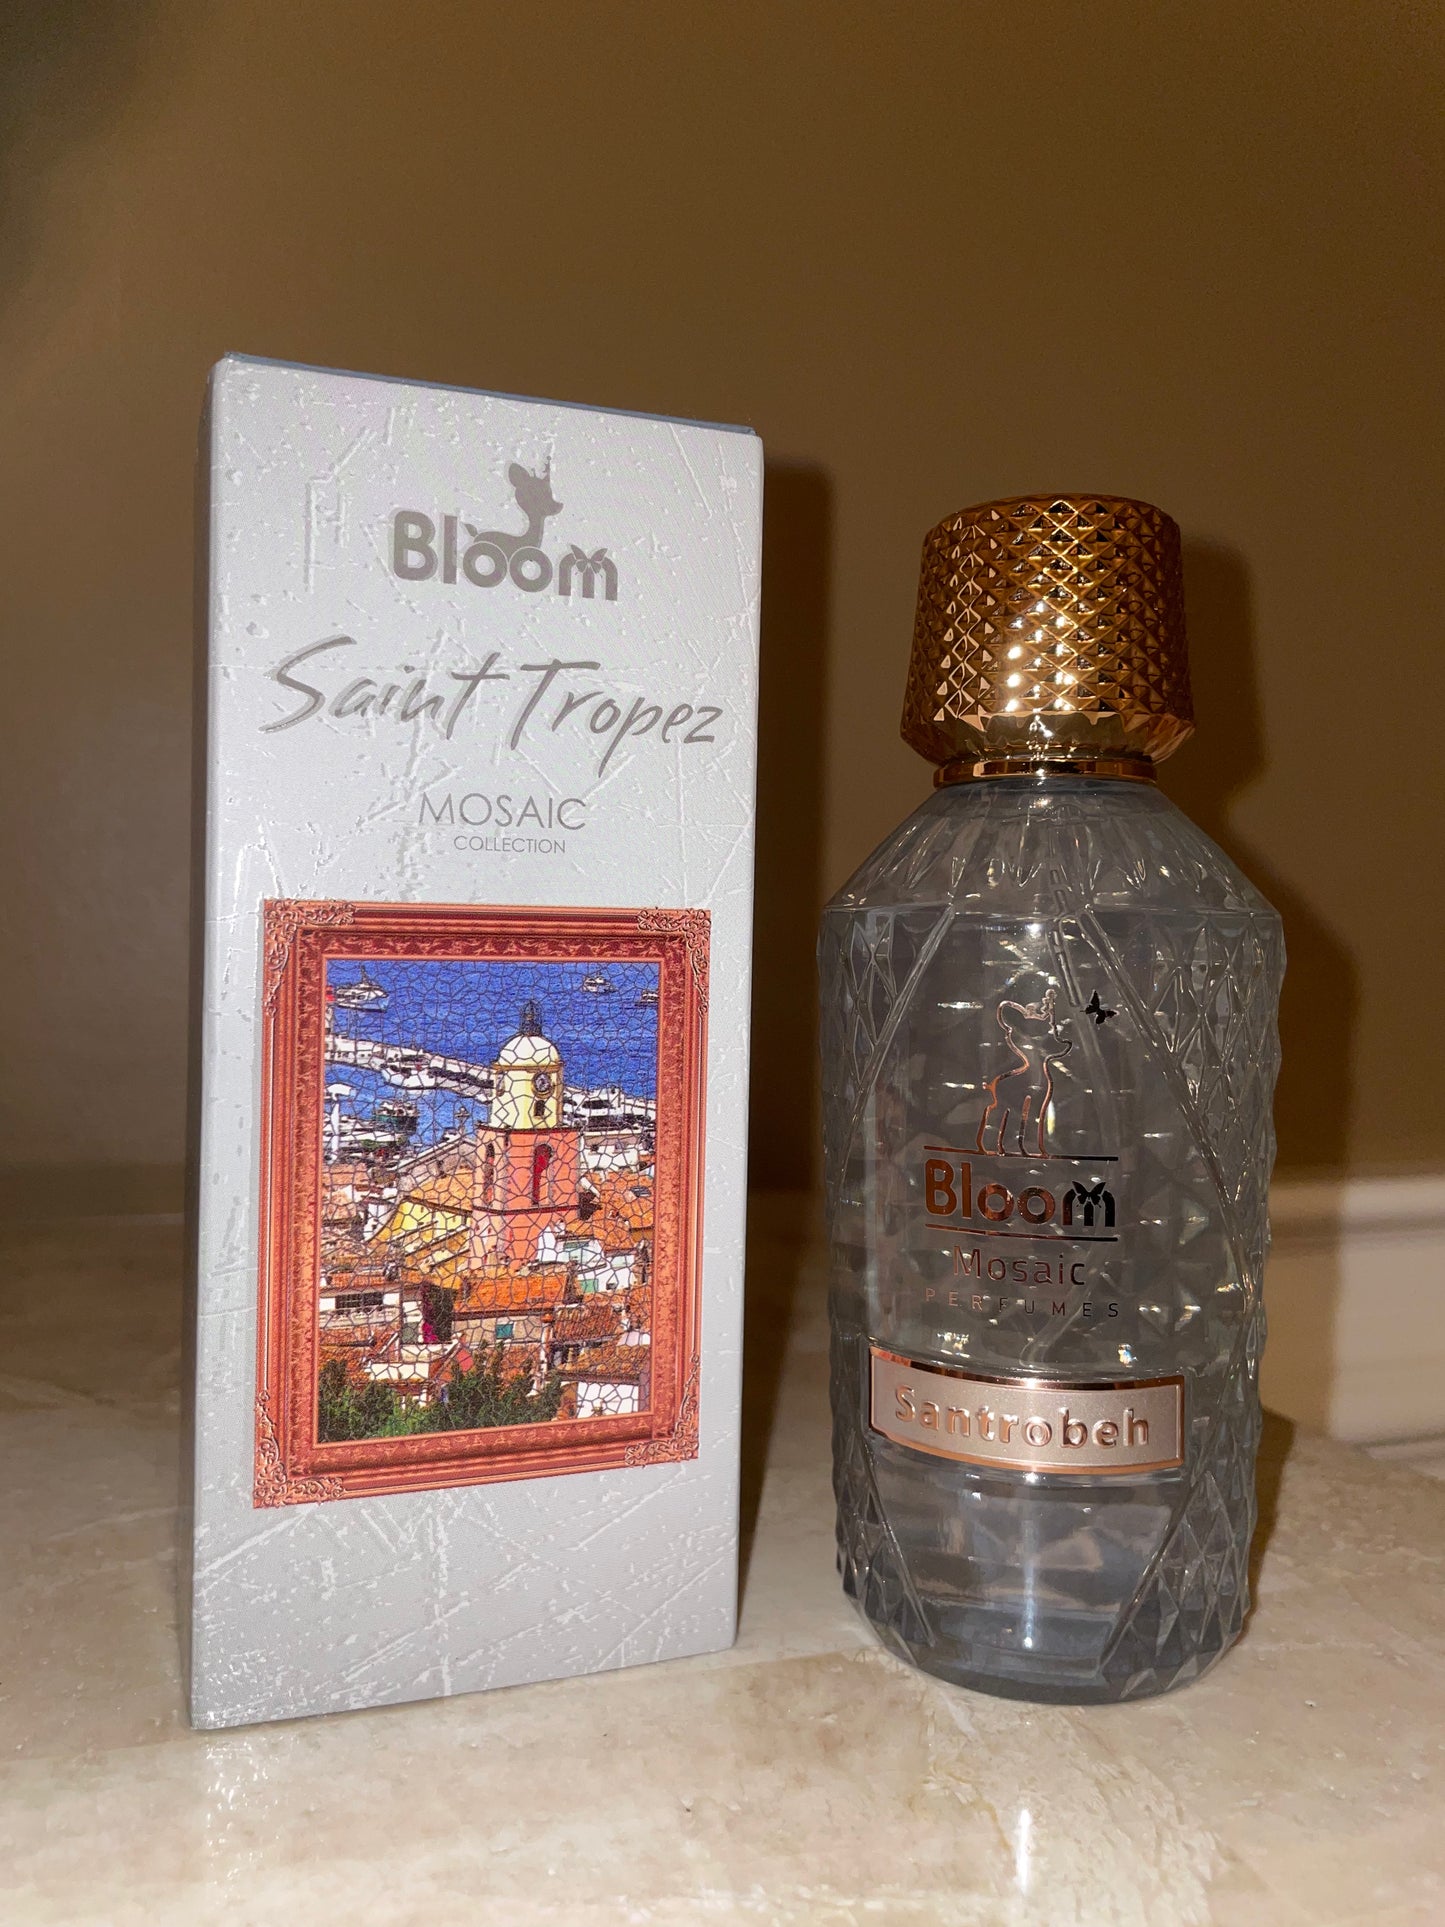 Bloom
Saint Tropez
MOSAIC
COLLECTION
Bloom
Mosaic
PERFUMES
Santrobeh